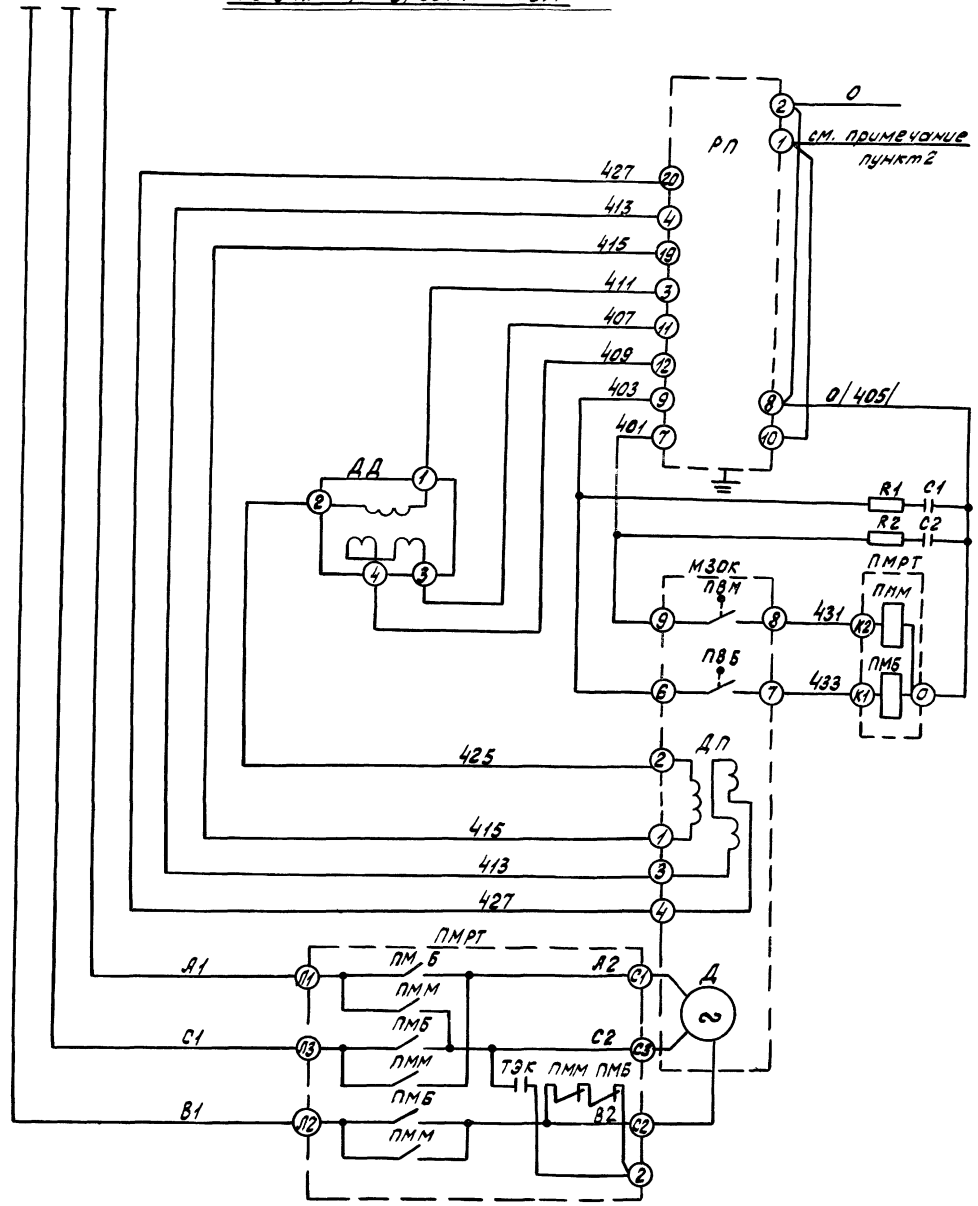 2
0
РП
1
см. примечание
пункт 2
427
20
413
4
415
19
411
3
407
11
409
12
403
9
8
0/405/
401
7
10
ДД
1
2
R1
C1
R2
C2
4
3
МЗОК
ПМРТ
ПВМ
ПММ
9
8
431
К2
ПВБ
ПМБ
6
7
433
К1
0
ДП
425
2
415
1
413
3
427
4
ПМРТ
А1
Л1
ПМБ
А2
С1
Д
ПММ
ПМБ
С1
Л3
С2
С3
ПММ
ТЭК
ПММ
ПМБ
ПМБ
В1
Л2
В2
С2
ПММ
2